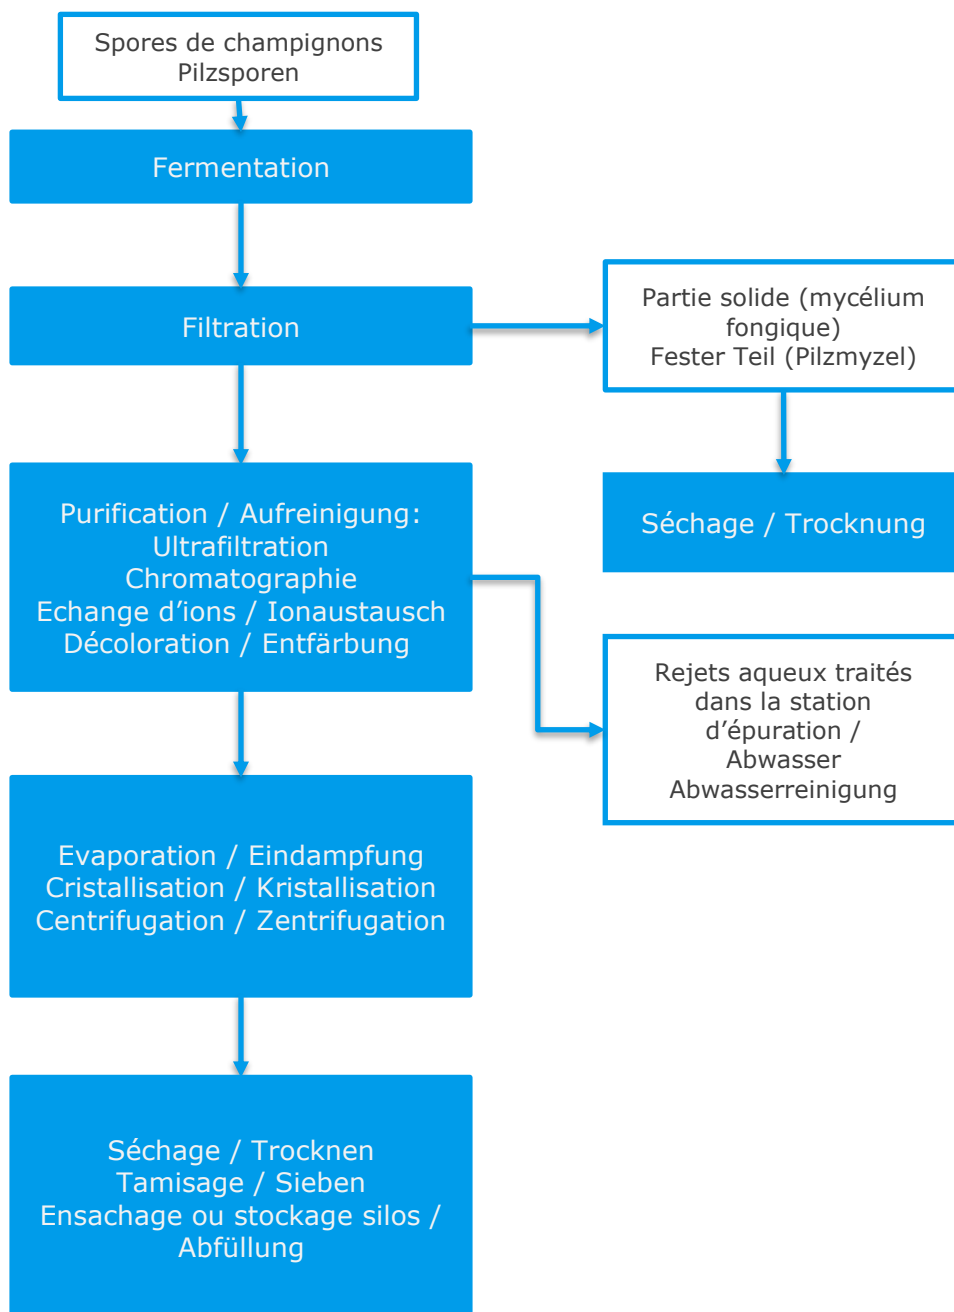 Spores de champignons
Pilzsporen
Fermentation
Filtration
Partie solide (mycélium
fongique)
Fester Teil (Pilzmyzel)
Séchage / Trocknung
Purification / Aufreinigung:
Ultrafiltration
Chromatographie
Echange d’ions / Ionaustausch
Décoloration / Entfärbung
Rejets aqueux traités
dans la station
d’épuration /
Abwasser
Abwasserreinigung
Evaporation / Eindampfung
Cristallisation / Kristallisation
Centrifugation / Zentrifugation
Séchage / Trocknen
Tamisage / Sieben
Ensachage ou stockage silos /
Abfüllung